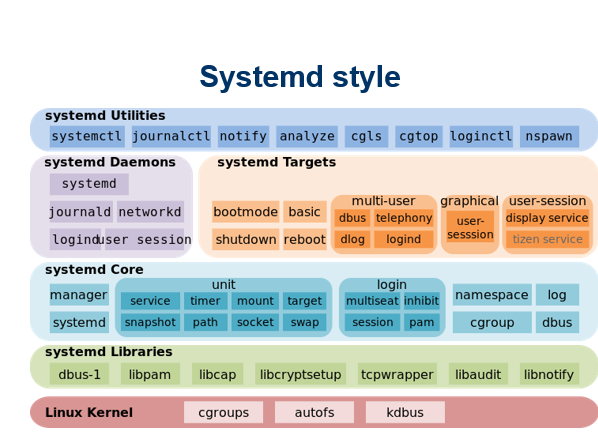 Systemd style
systemd Utilities
systemctl journalctl notify analyze cgls cgtop loginctl nspawn
systemd Daemons
systemd
journald networkd
logind user session
systemd Targets
bootmode basic
shutdown reboot
multi-user
dbus telephony
dlog logind
graphical
user-
sesssion
user-session
display service
tizen service
systemd Core
manager
systemd
unit
service timer mount target
snapshot path socket swap
login
multiseat inhibit
session pam
namespace log
cgroup dbus
systemd Libraries
dbus-1 libpam libcap libcryptsetup tcpwrapper libaudit libnotify
Linux Kernel cgroups autofs kdbus